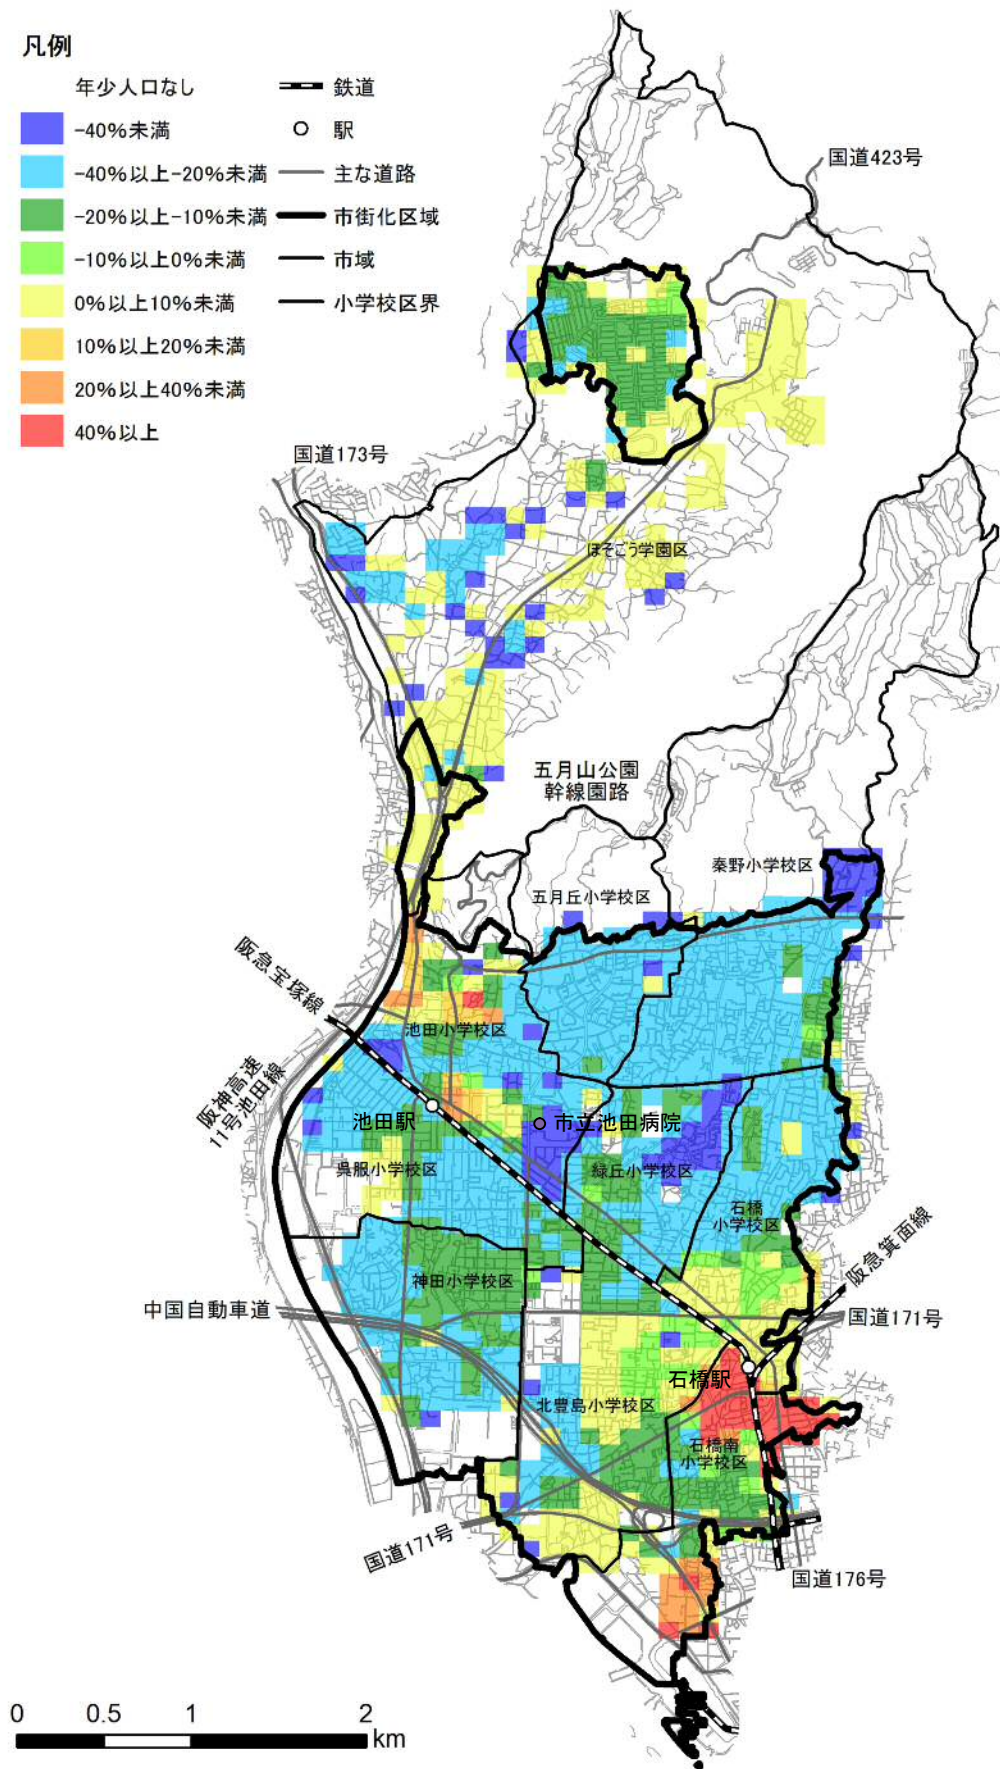 凡例
年少人口なし
-40%未満
-40%以上-20%未満
-20%以上-10%未満
-10%以上0%未満
0%以上10%未満
10%以上20%未満
20%以上40%未満
40%以上
鉄道
駅
主な道路
市街化区域
市域
小学校区界
国道423号
国道173号
ほそごう学園区
五月山公園
幹線園路
秦野小学校区
五月丘小学校区
阪急宝塚線
池田小学校区
阪神高速
11号池田線
池田駅
市立池田病院
呉服小学校区
緑丘小学校区
石橋
小学校区
阪急箕面線
神田小学校区
中国自動車道
国道171号
石橋駅
北豊島小学校区
石橋南
小学校区
国道171号
国道176号
0 0.5 1 2
km